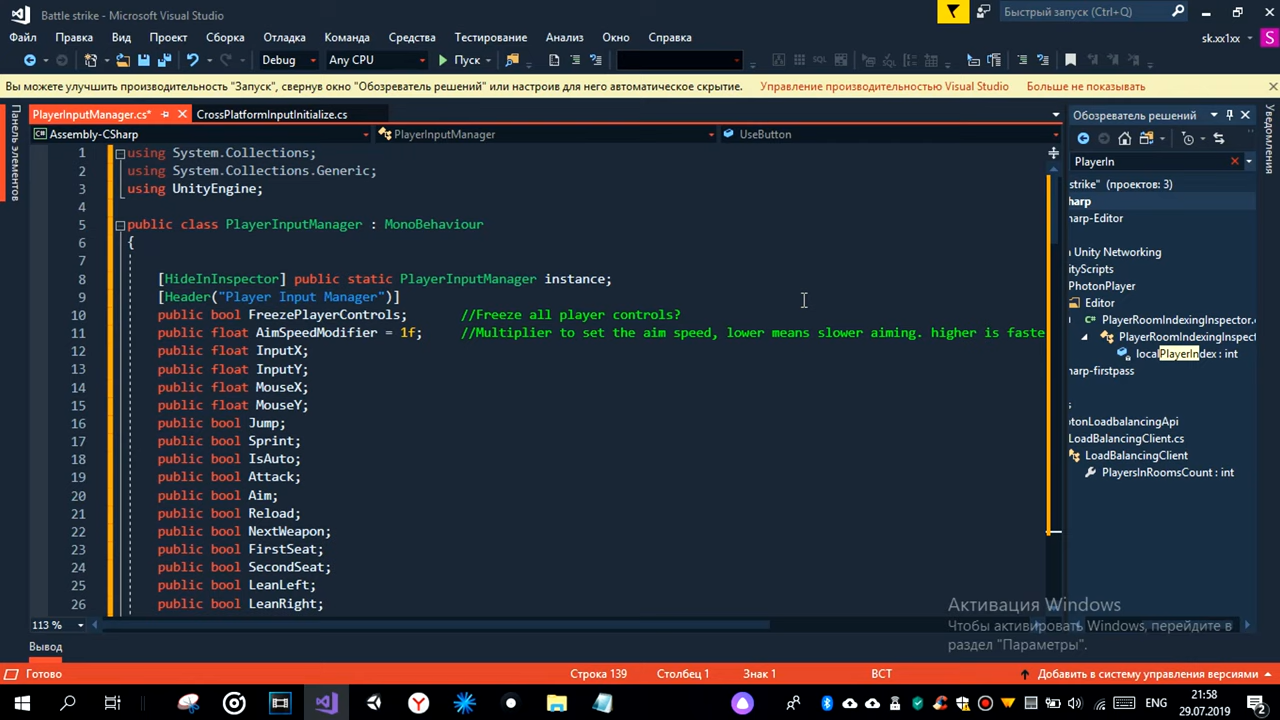 Battle strike - Microsoft Visual Studio
Быстрый запуск (Ctrl+Q)
Файл Правка Вид Проект Сборка Отладка Команда Средства Тестирование Анализ Окно Справка
sk.xx1xx S
Debug Any CPU Пуск
Вы можете улучшить производительность "Запуск", свернув окно "Обозреватель решений" или настроив для него автоматическое скрытие. Управление производительностью Visual Studio Больше не показывать
Панель элементов
PlayerInputManager.cs* CrossPlatformInputInitialize.cs
Assembly-CSharp PlayerInputManager UseButton
1 using System.Collections;
2 using System.Collections.Generic;
3 using UnityEngine;
4
5 public class PlayerInputManager : MonoBehaviour
6 {
7
8 [HideInInspector] public static PlayerInputManager instance;
9 [Header("Player Input Manager")]
10 public bool FreezePlayerControls; //Freeze all player controls?
11 public float AimSpeedModifier = 1f; //Multiplier to set the aim speed, lower means slower aiming. higher is faste
12 public float InputX;
13 public float InputY;
14 public float MouseX;
15 public float MouseY;
16 public bool Jump;
17 public bool Sprint;
18 public bool IsAuto;
19 public bool Attack;
20 public bool Aim;
21 public bool Reload;
22 public bool NextWeapon;
23 public bool FirstSeat;
24 public bool SecondSeat;
25 public bool LeanLeft;
26 public bool LeanRight;
113 %
Обозреватель решений
PlayerIn
strike" (проектов: 3)
harp
harp-Editor
n Unity Networking
ityScripts
PhotonPlayer
Editor
PlayerRoomIndexingInspector.
PlayerRoomIndexingInspect
localPlayerIndex : int
harp-firstpass
s
otonLoadbalancingApi
LoadBalancingClient.cs
LoadBalancingClient
PlayersInRoomsCount : int
Уведомления
Активация Windows
Чтобы активировать Windows, перейдите в
раздел "Параметры".
Вывод
Готово Строка 139 Столбец 1 Знак 1 ВСТ Добавить в систему управления версиями
ENG
21:58
29.07.2019
2